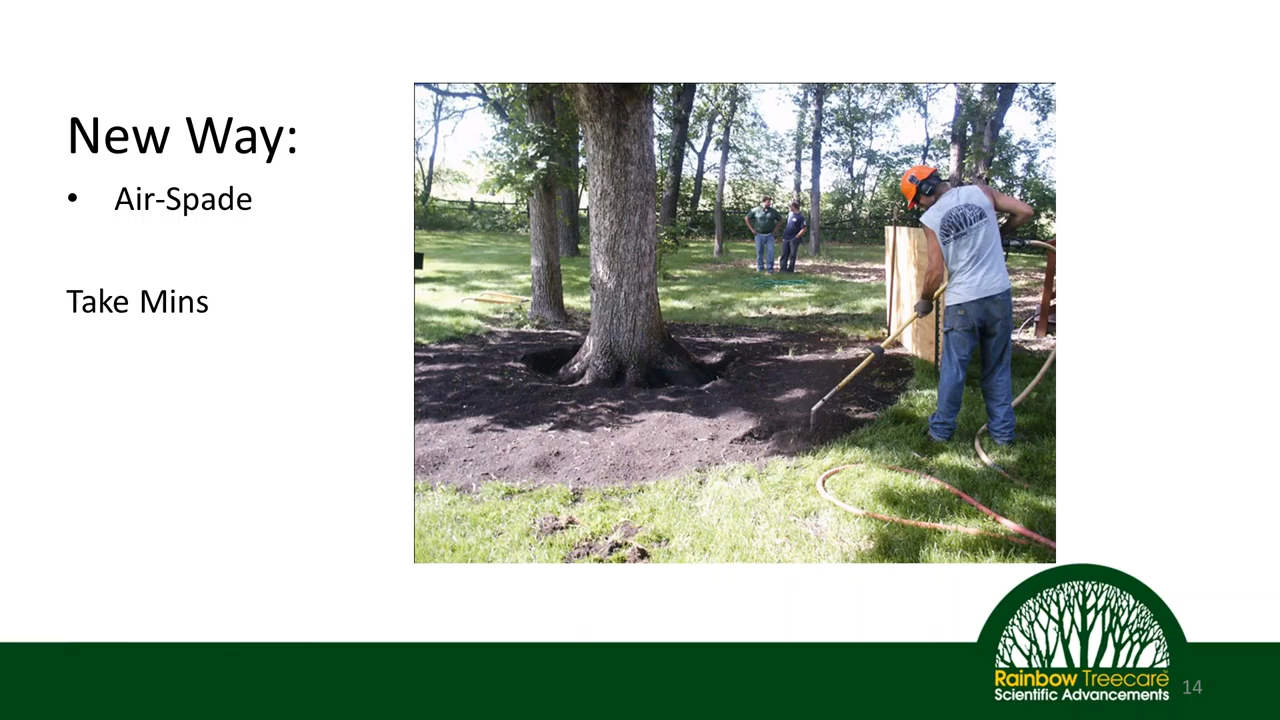 New Way:
• Air-Spade
Take Mins
Rainbow Treecare
Scientific Advancements
14